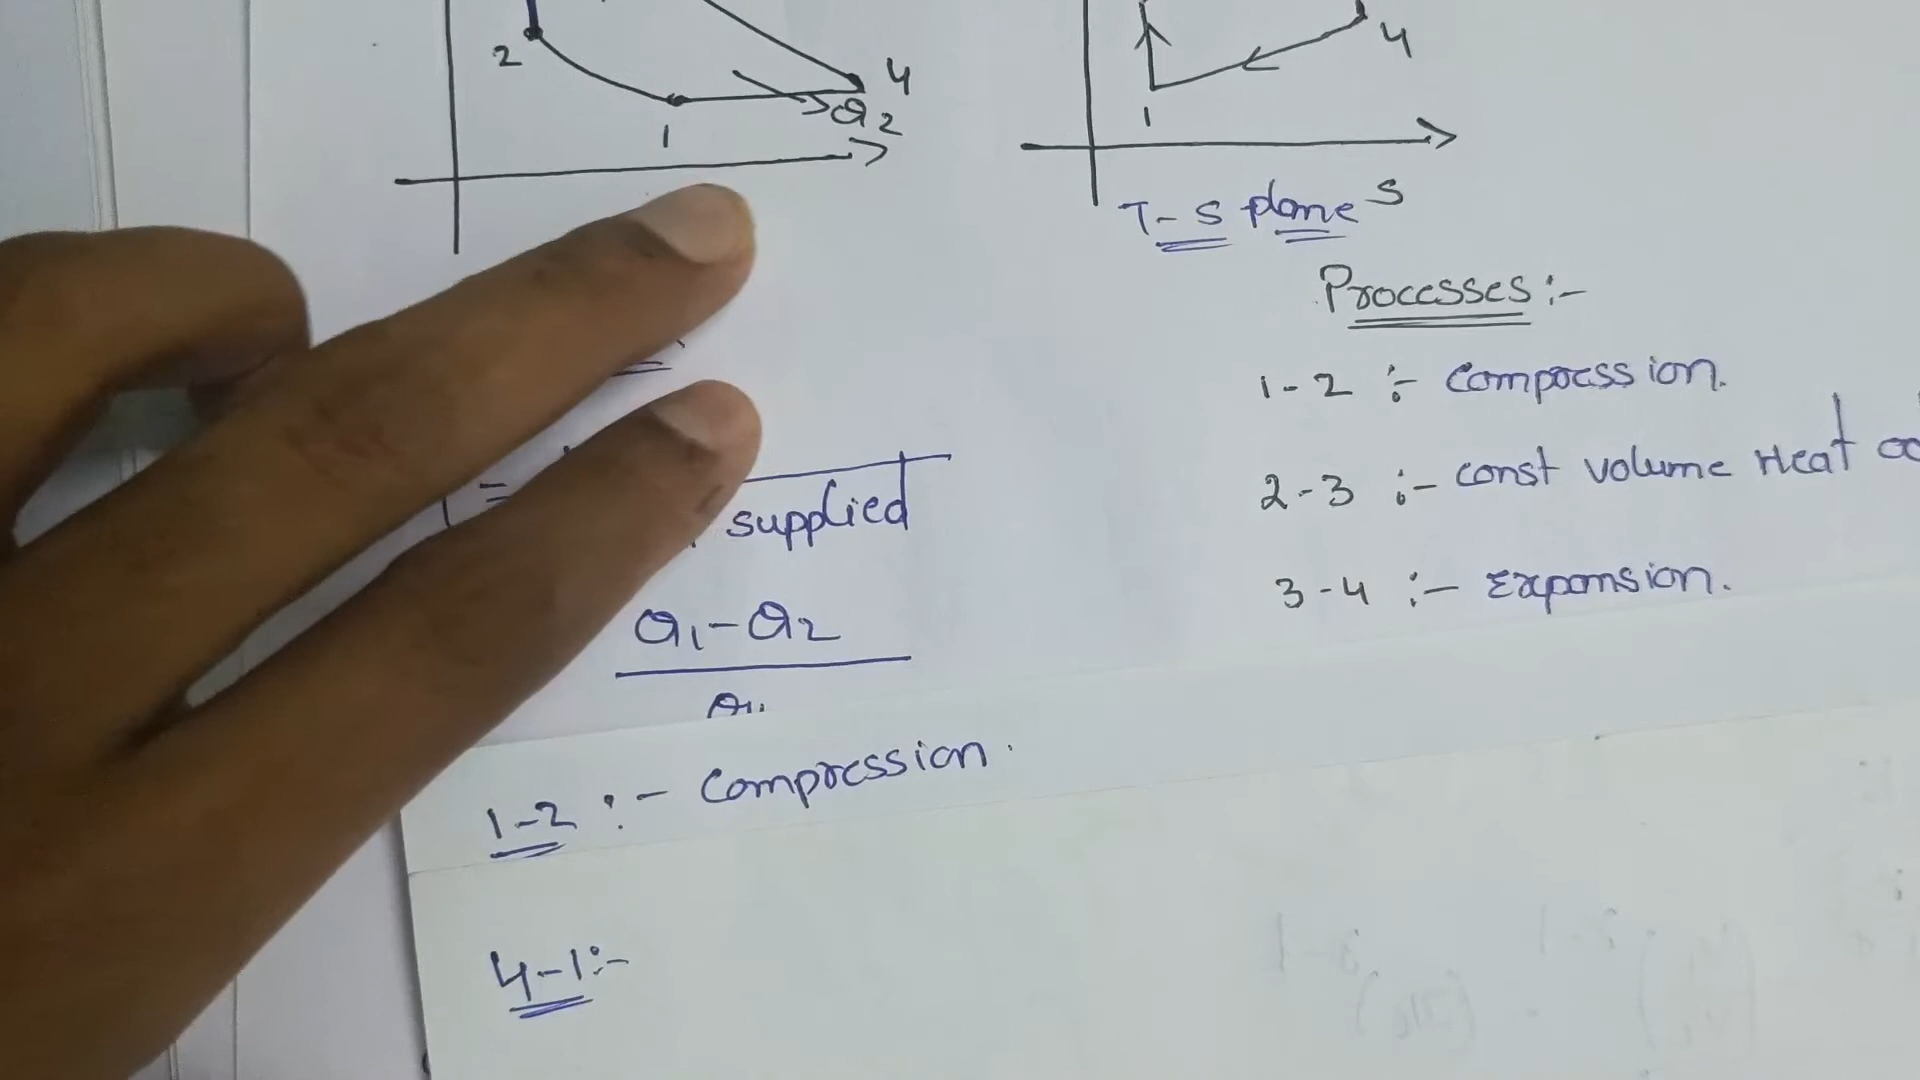 2
4
Q2
1
4
1
T-S plane S
Processes :-
1-2 :- Compression.
2-3 :- const volume Heat
3-4 :- Expansion.
=
supplied
Q1-Q2
Q1.
1-2 :- Compression.
4-1:-